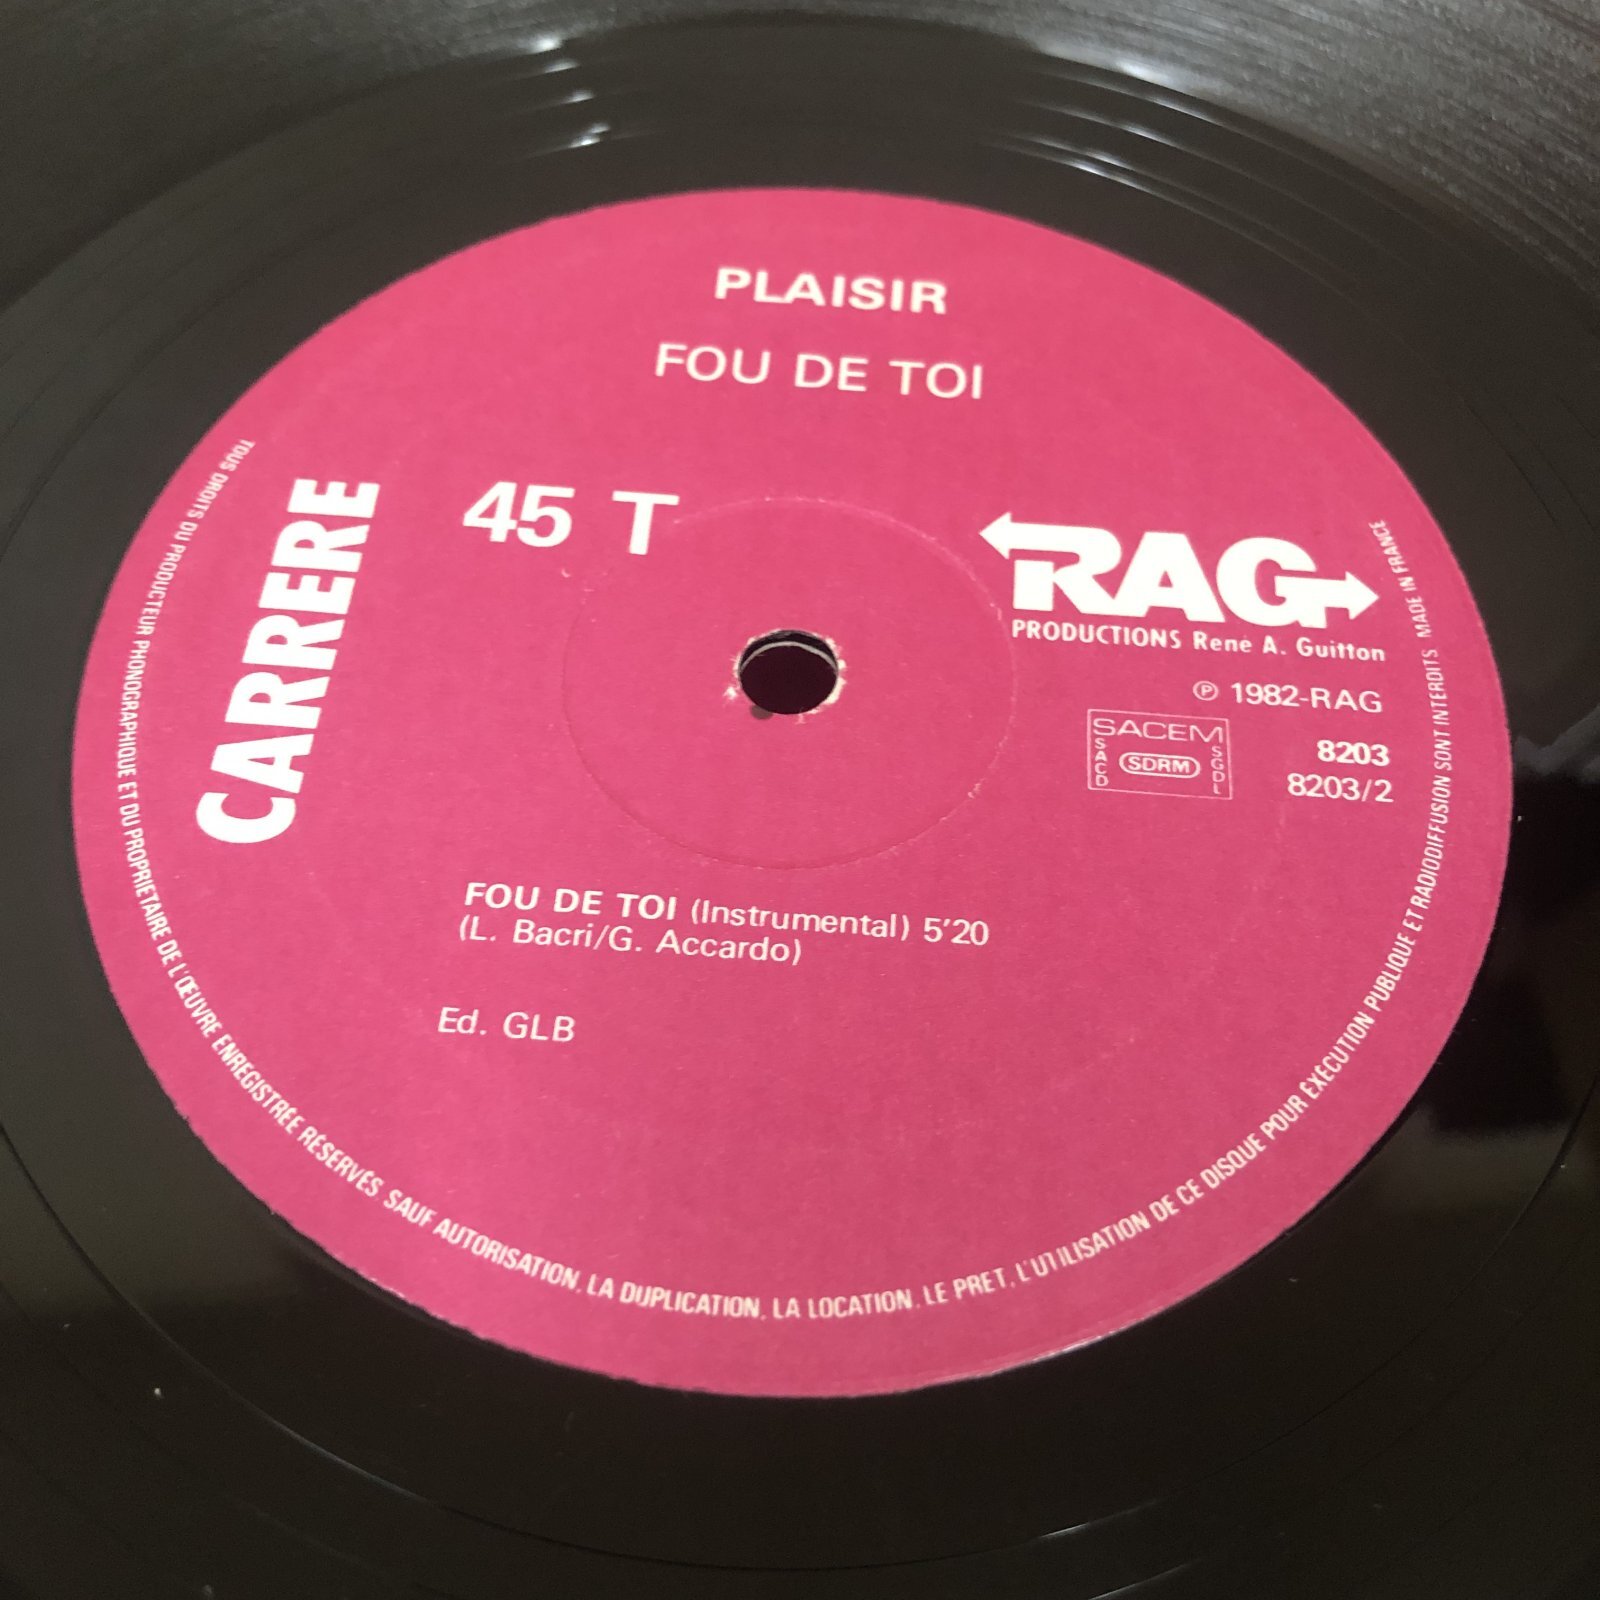 PLAISIR
FOU DE TOI
45 T
CARRERE
RAG
PRODUCTIONS René A. Guitton
℗ 1982-RAG
SACEM
SACD
SDRM
SGDL
8203
8203/2
FOU DE TOI (Instrumental) 5'20
(L. Bacri/G. Accardo)
Ed. GLB
TOUS DROITS DU PRODUCTEUR PHONOGRAPHIQUE ET DU PROPRIETAIRE DE L'ŒUVRE ENREGISTRÉE RÉSERVÉS SAUF AUTORISATION, LA DUPLICATION, LA LOCATION, LE PRET, L'UTILISATION DE CE DISQUE POUR EXÉCUTION PUBLIQUE ET RADIODIFFUSION SONT INTERDITS MADE IN FRANCE